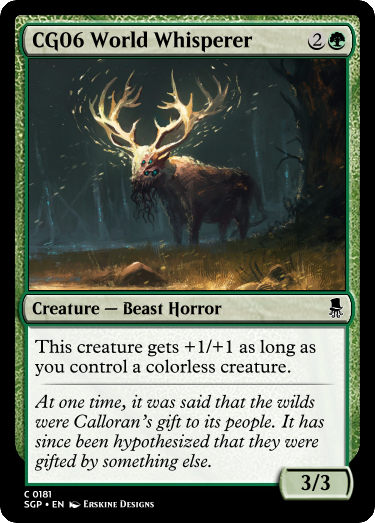 CG06 World Whisperer 2
Creature — Beast Horror
This creature gets +1/+1 as long as
you control a colorless creature.
At one time, it was said that the wilds
were Calloran's gift to its people. It has
since been hypothesized that they were
gifted by something else.
3/3
C 0181
SGP • EN Erskine Designs